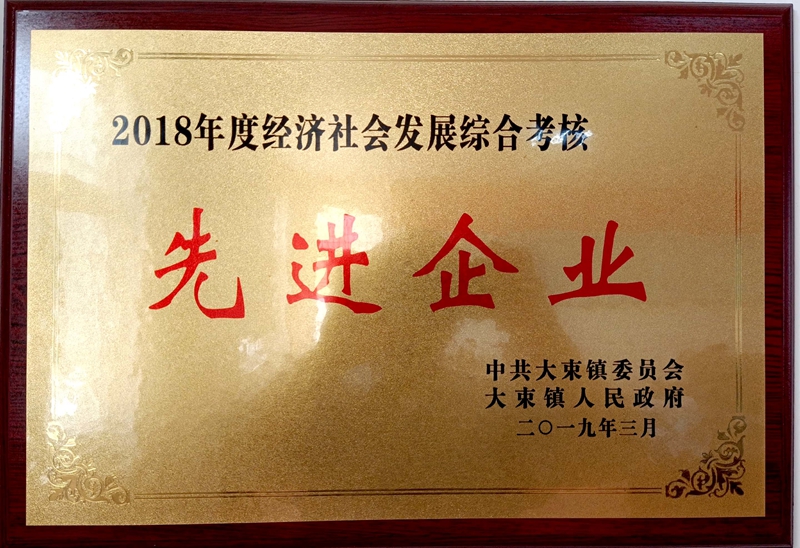 2018年度经济社会发展综合考核
先进企业
中共大束镇委员会
大束镇人民政府
二〇一九年三月